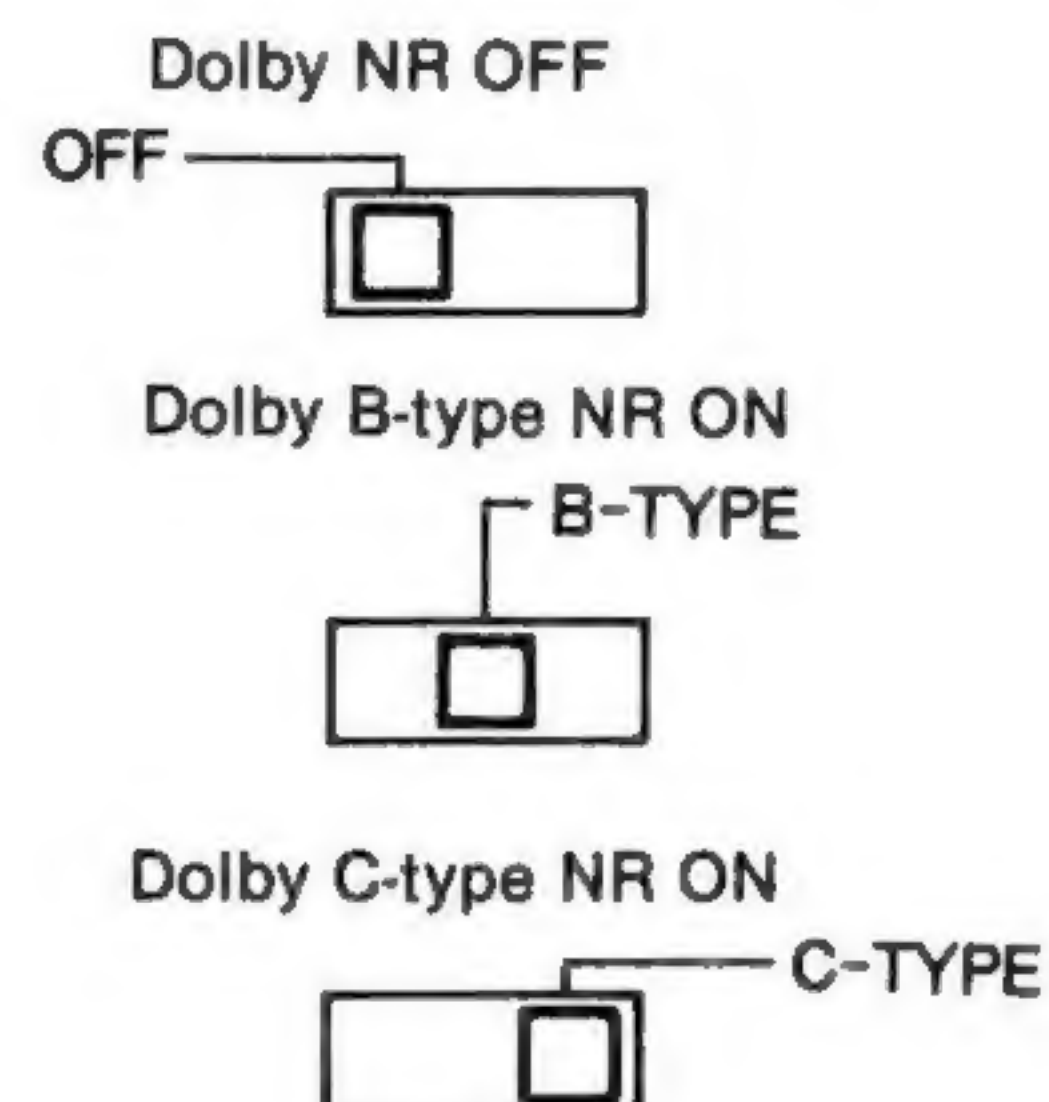 Dolby NR OFF
OFF
Dolby B-type NR ON
B-TYPE
Dolby C-type NR ON
C-TYPE